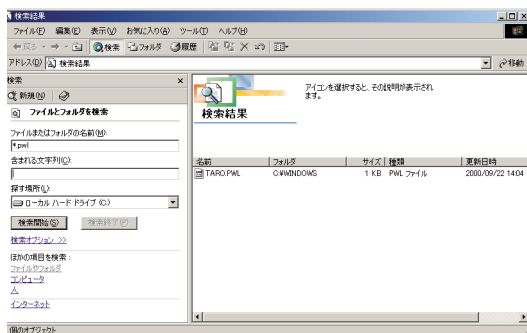 検索結果
ファイル(F) 編集(E) 表示(V) お気に入り(A) ツール(T) ヘルプ(H)
戻る 検索 フォルダ 履歴
アドレス(D) 検索結果 移動
検索
新規(N)
ファイルとフォルダを検索
ファイルまたはフォルダの名前(M):
*.pwl
含まれる文字列(C):
探す場所(L):
ローカル ハード ドライブ (C:)
検索開始(S) 検索終了(P)
検索オプション >>
ほかの項目を検索:
ファイルやフォルダ
コンピュータ
人
インターネット
検索結果
アイコンを選択すると、その説明が表示され
ます。
名前 フォルダ サイズ 種類 更新日時
TARO.PWL C:¥WINDOWS 1 KB PWL ファイル 2000/09/22 14:04
個のオブジェクト